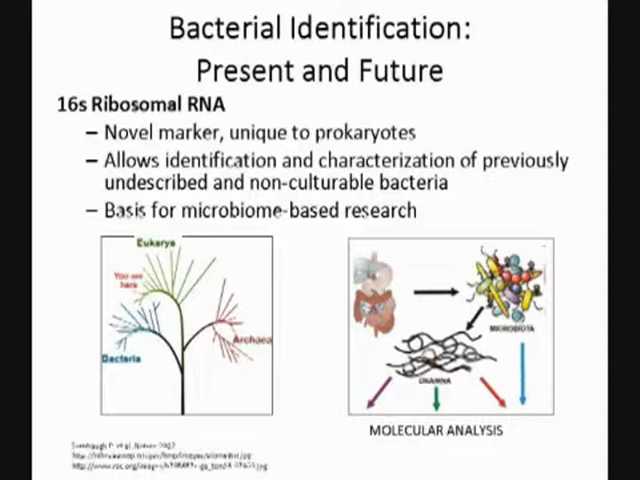 Bacterial Identification:
Present and Future
16s Ribosomal RNA
– Novel marker, unique to prokaryotes
– Allows identification and characterization of previously
undescribed and non-culturable bacteria
– Basis for microbiome-based research
Eukarya
You are
here
Bacteria
Archaea
MICROBIOTA
DNA/RNA
MOLECULAR ANALYSIS